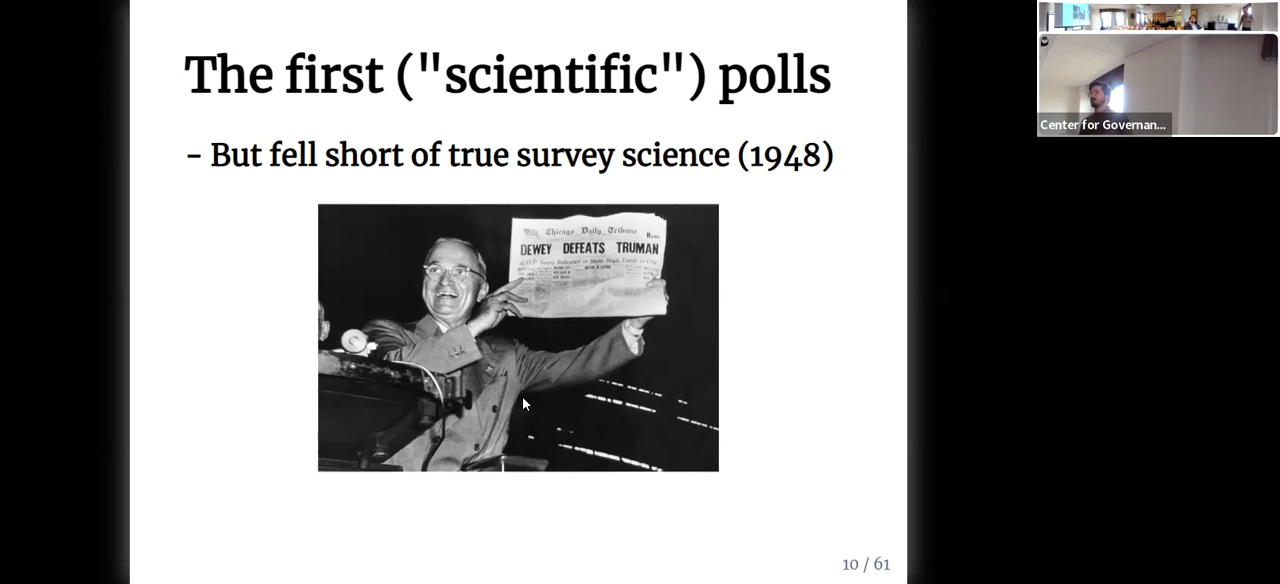 The first ("scientific") polls
- But fell short of true survey science (1948)
Chicago Daily Tribune
DEWEY DEFEATS TRUMAN
10 / 61
Center for Governan...